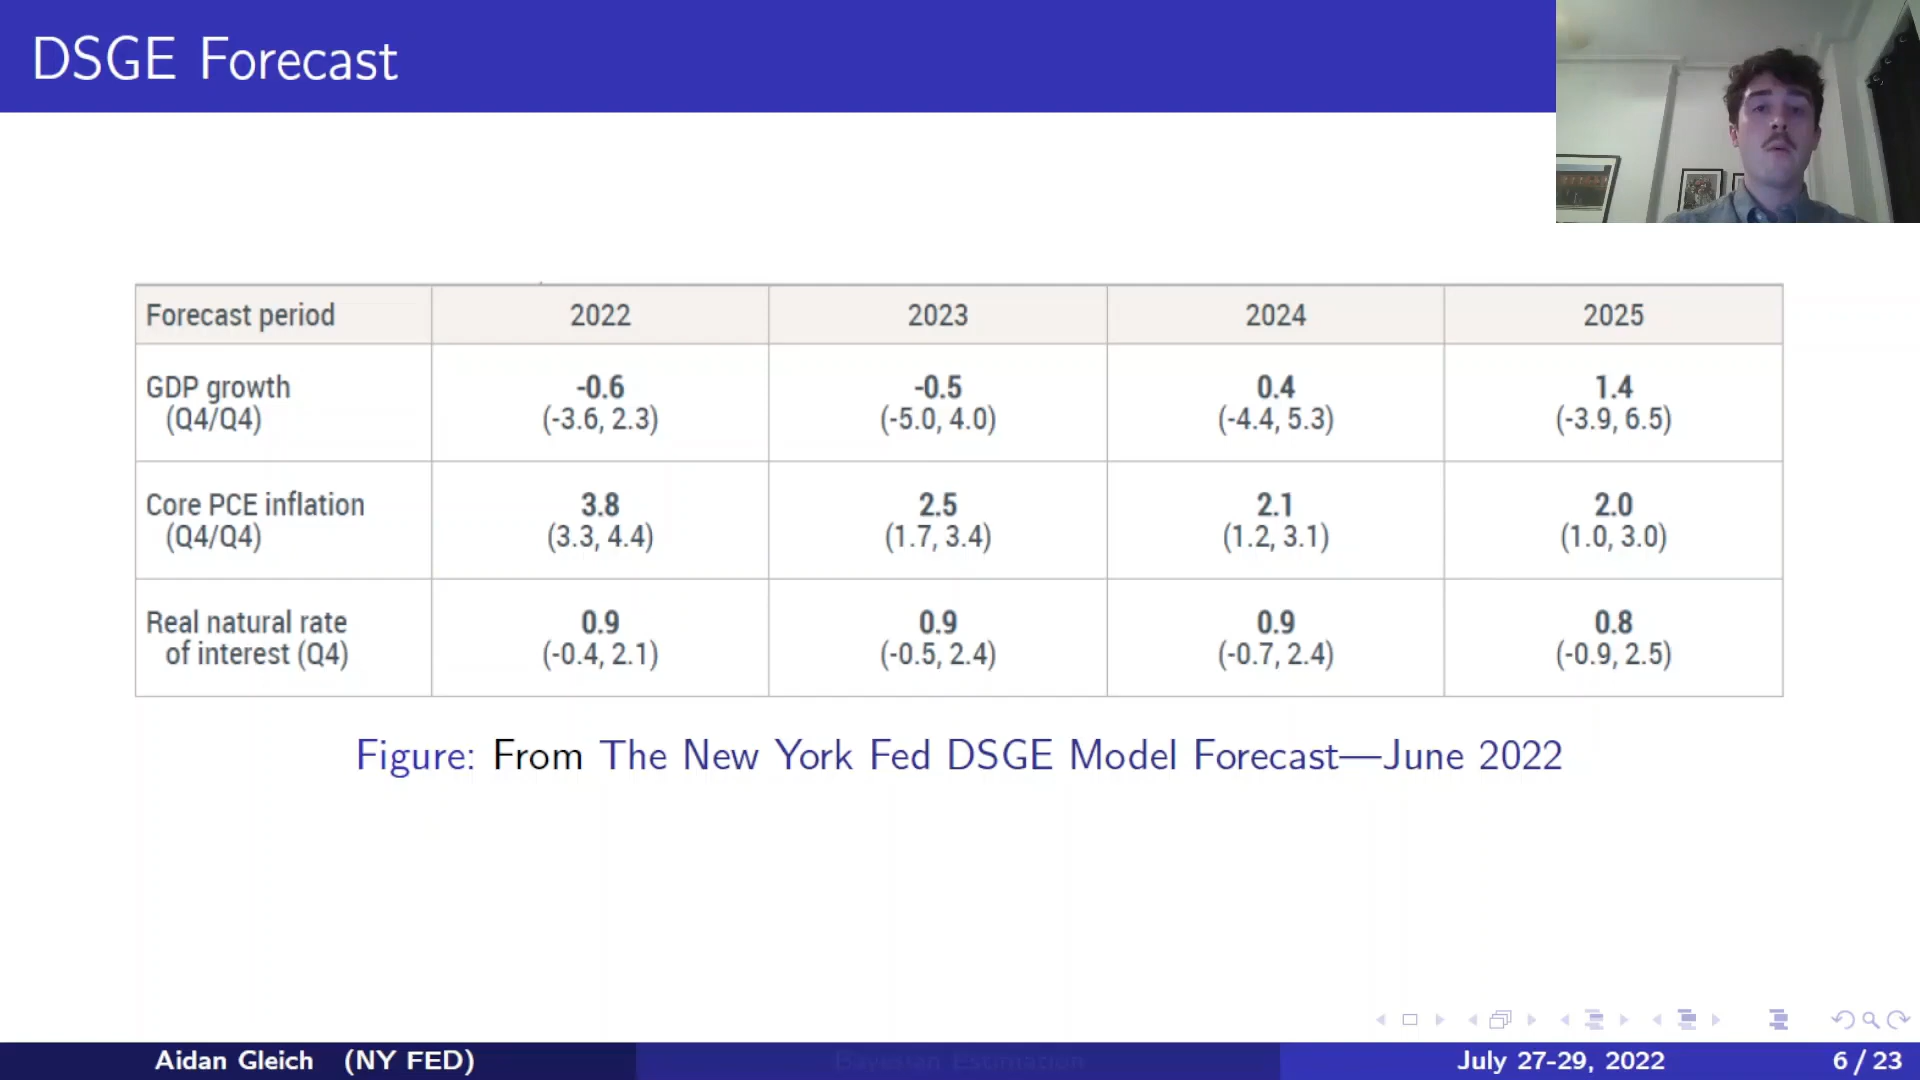 DSGE Forecast
Forecast period 2022 2023 2024 2025
GDP growth -0.6 -0.5 0.4 1.4
(Q4/Q4) (-3.6, 2.3) (-5.0, 4.0) (-4.4, 5.3) (-3.9, 6.5)
Core PCE inflation 3.8 2.5 2.1 2.0
(Q4/Q4) (3.3, 4.4) (1.7, 3.4) (1.2, 3.1) (1.0, 3.0)
Real natural rate 0.9 0.9 0.9 0.8
of interest (Q4) (-0.4, 2.1) (-0.5, 2.4) (-0.7, 2.4) (-0.9, 2.5)
Figure: From The New York Fed DSGE Model Forecast—June 2022
Aidan Gleich (NY FED) Bayesian Estimation July 27-29, 2022 6 / 23